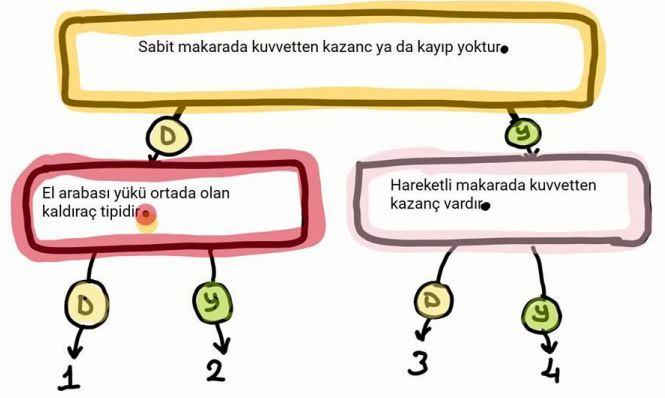 Sabit makarada kuvvetten kazanc ya da kayıp yoktur.
D
Y
El arabası yükü ortada olan
kaldıraç tipidir.
Hareketli makarada kuvvetten
kazanç vardır.
D
Y
D
Y
1
2
3
4